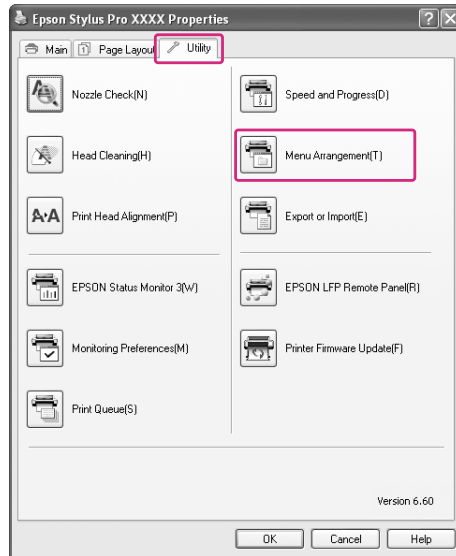 Epson Stylus Pro XXXX Properties
Main
Page Layout
Utility
Nozzle Check(N)
Speed and Progress(D)
Head Cleaning(H)
Menu Arrangement(T)
Print Head Alignment(P)
Export or Import(E)
EPSON Status Monitor 3(W)
EPSON LFP Remote Panel(R)
Monitoring Preferences(M)
Printer Firmware Update(F)
Print Queue(S)
Version 6.60
OK
Cancel
Help